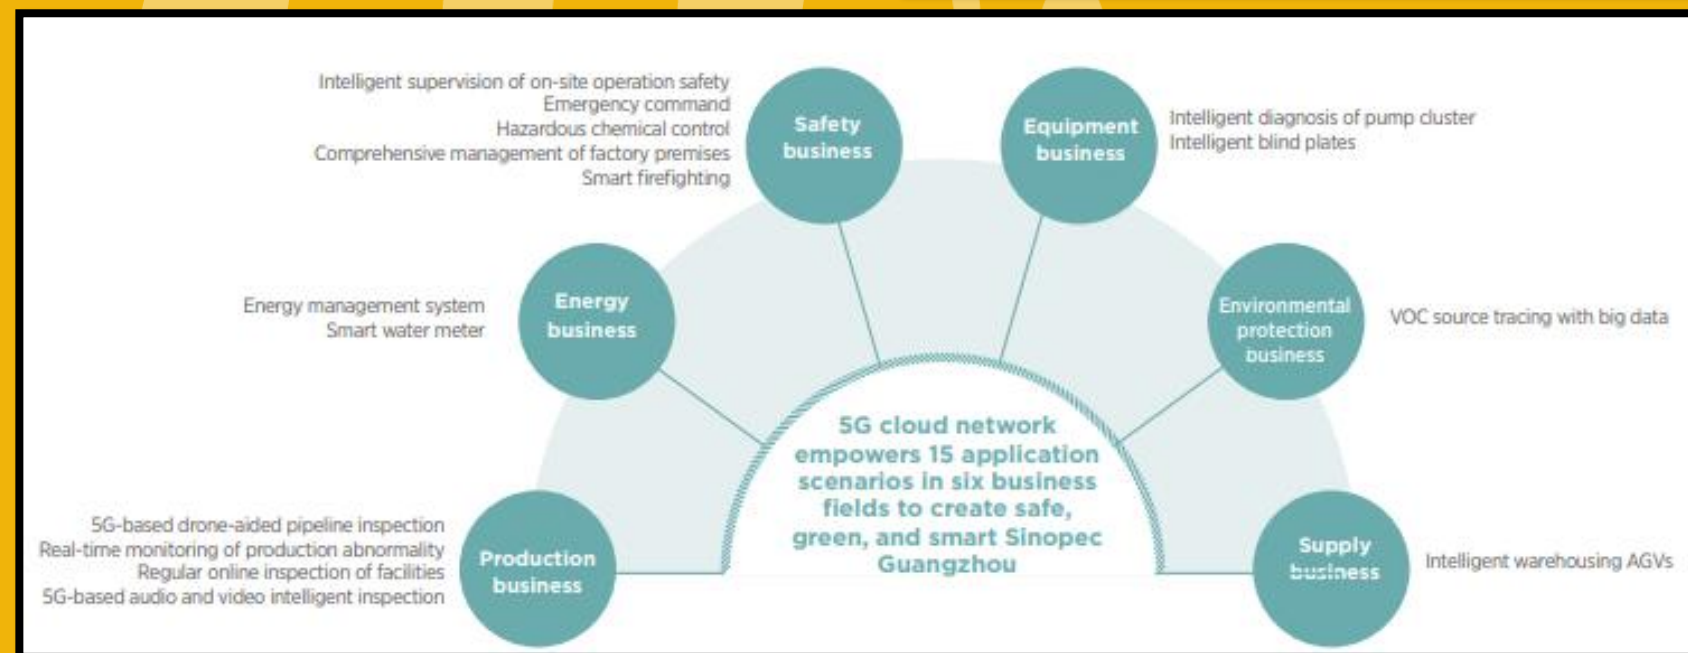 Intelligent supervision of on-site operation safety
Emergency command
Hazardous chemical control
Comprehensive management of factory premises
Smart firefighting
Safety
business
Equipment
business
Intelligent diagnosis of pump cluster
Intelligent blind plates
Energy management system
Smart water meter
Energy
business
Environmental
protection
business
VOC source tracing with big data
5G cloud network
empowers 15 application
scenarios in six business
fields to create safe,
green, and smart Sinopec
Guangzhou
5G-based drone-aided pipeline inspection
Real-time monitoring of production abnormality
Regular online inspection of facilities
5G-based audio and video intelligent inspection
Production
business
Supply
business
Intelligent warehousing AGVs